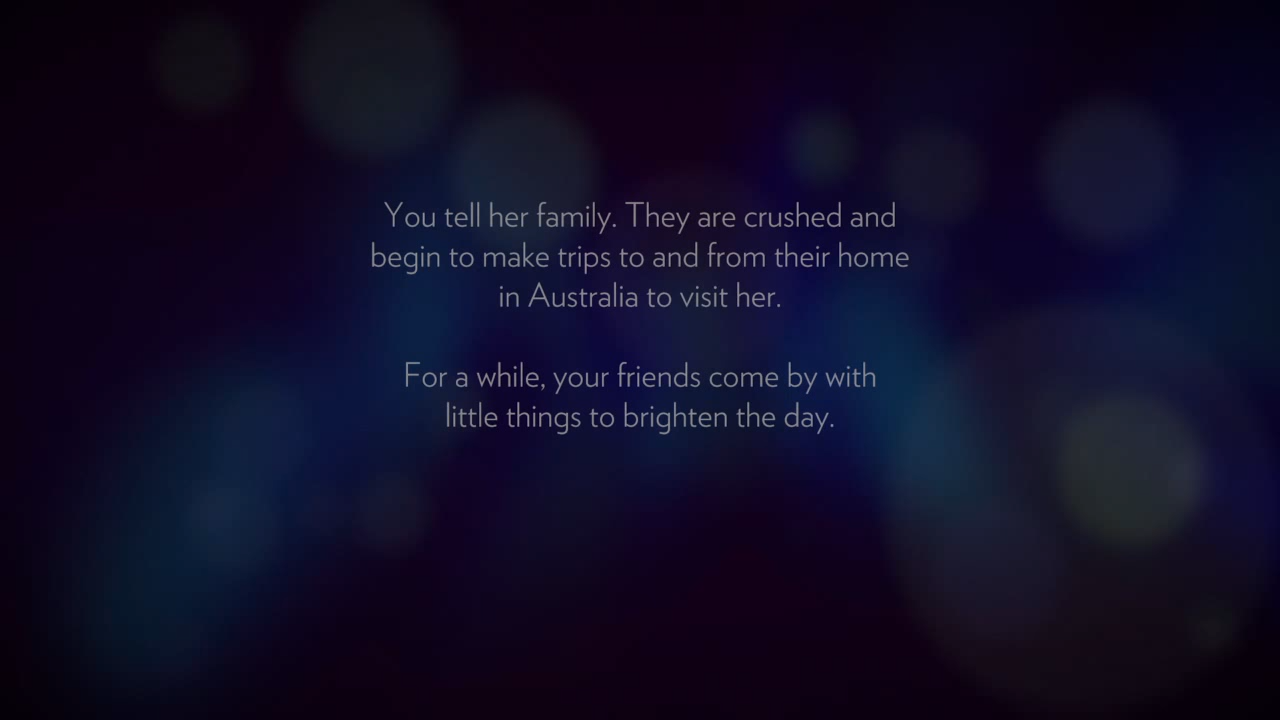 You tell her family. They are crushed and
begin to make trips to and from their home
in Australia to visit her.
For a while, your friends come by with
little things to brighten the day.